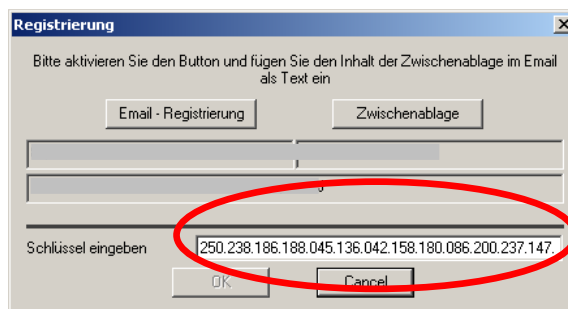 Registrierung
Bitte aktivieren Sie den Button und fügen Sie den Inhalt der Zwischenablage im Email
als Text ein
Email - Registrierung Zwischenablage
Schlüssel eingeben 250.238.186.188.045.136.042.158.180.086.200.237.147.
OK Cancel